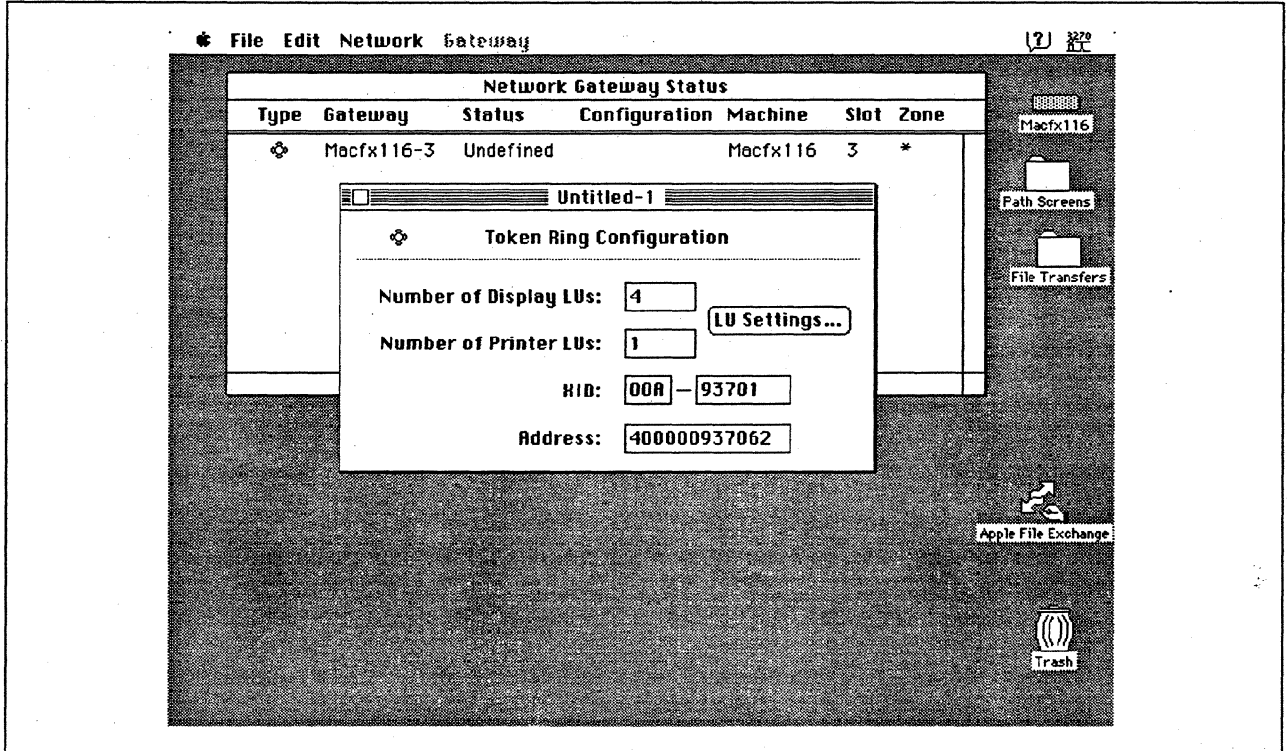 File Edit Network Gateway
3270
Network Gateway Status
Type Gateway Status Configuration Machine Slot Zone
Macfx116-3 Undefined Macfx116 3 *
Untitled-1
Token Ring Configuration
Number of Display LUs: 4
LU Settings...
Number of Printer LUs: 1
XID: 00A — 93701
Address: 400000937062
Macfx116
Path Screens
File Transfers
Apple File Exchange
Trash